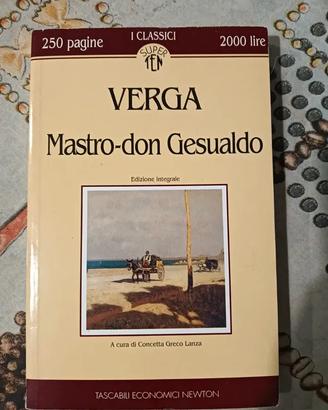 250 pagine
I CLASSICI
2000 lire
SUPER
TEN
VERGA
Mastro-don Gesualdo
Edizione integrale
A cura di Concetta Greco Lanza
TASCABILI ECONOMICI NEWTON